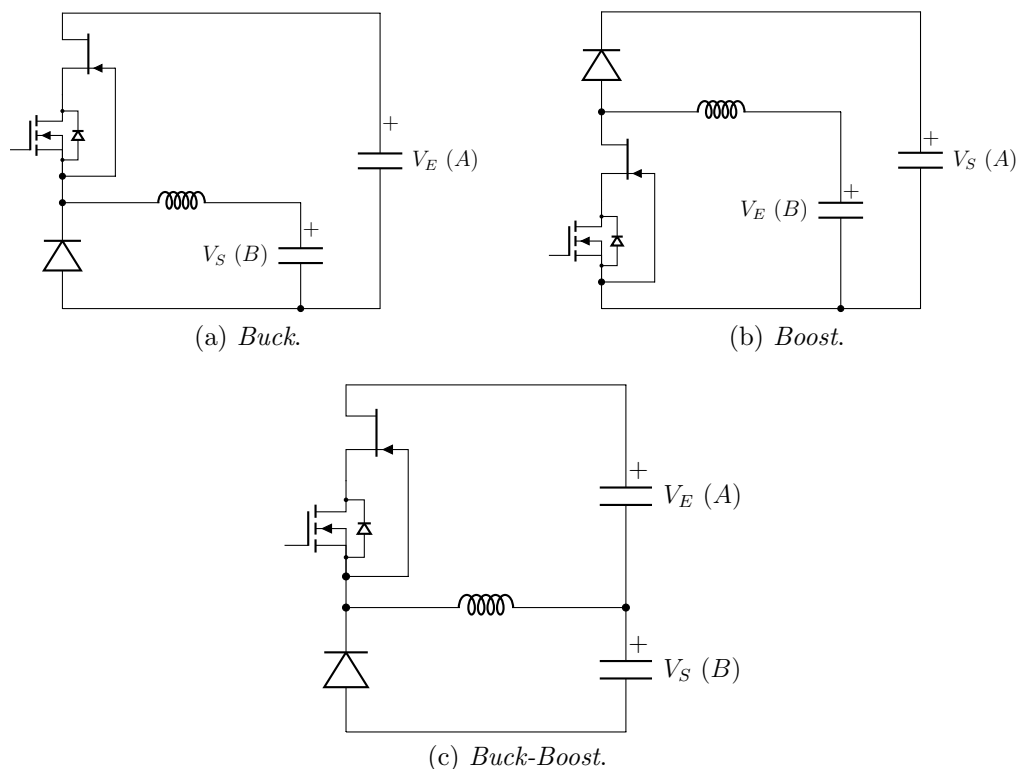 +
V_E (A)
+
V_S (B)
(a) Buck.
+
V_S (A)
+
V_E (B)
(b) Boost.
+
V_E (A)
+
V_S (B)
(c) Buck-Boost.